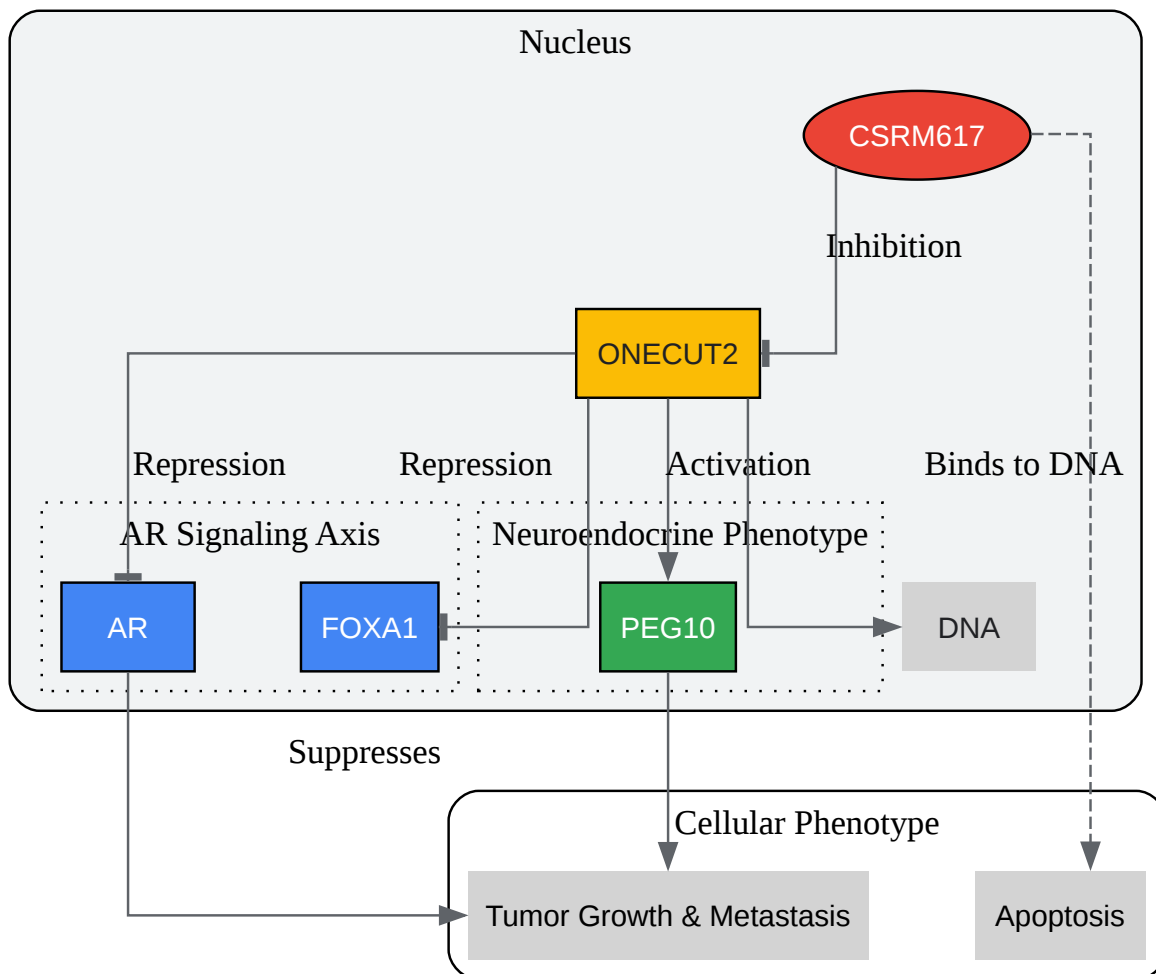 Nucleus
CSRM617
Inhibition
ONECUT2
Repression
Repression
Activation
Binds to DNA
AR Signaling Axis
Neuroendocrine Phenotype
AR
FOXA1
PEG10
DNA
Suppresses
Cellular Phenotype
Tumor Growth & Metastasis
Apoptosis